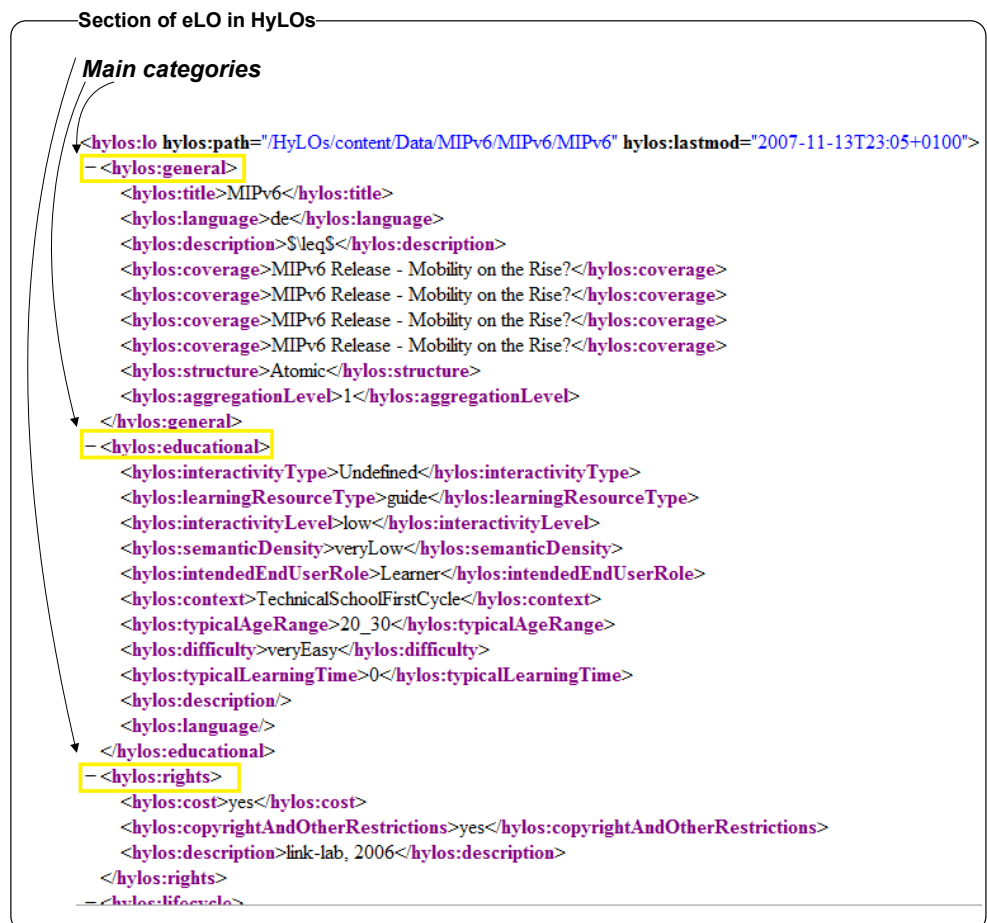 Section of eLO in HyLOs
Main categories
<hylos:lo hylos:path="/HyLOs/content/Data/MIPv6/MIPv6/MIPv6" hylos:lastmod="2007-11-13T23:05+0100">
− <hylos:general>
<hylos:title>MIPv6</hylos:title>
<hylos:language>de</hylos:language>
<hylos:description>$\leq$</hylos:description>
<hylos:coverage>MIPv6 Release - Mobility on the Rise?</hylos:coverage>
<hylos:coverage>MIPv6 Release - Mobility on the Rise?</hylos:coverage>
<hylos:coverage>MIPv6 Release - Mobility on the Rise?</hylos:coverage>
<hylos:coverage>MIPv6 Release - Mobility on the Rise?</hylos:coverage>
<hylos:structure>Atomic</hylos:structure>
<hylos:aggregationLevel>1</hylos:aggregationLevel>
</hylos:general>
− <hylos:educational>
<hylos:interactivityType>Undefined</hylos:interactivityType>
<hylos:learningResourceType>guide</hylos:learningResourceType>
<hylos:interactivityLevel>low</hylos:interactivityLevel>
<hylos:semanticDensity>veryLow</hylos:semanticDensity>
<hylos:intendedEndUserRole>Learner</hylos:intendedEndUserRole>
<hylos:context>TechnicalSchoolFirstCycle</hylos:context>
<hylos:typicalAgeRange>20_30</hylos:typicalAgeRange>
<hylos:difficulty>veryEasy</hylos:difficulty>
<hylos:typicalLearningTime>0</hylos:typicalLearningTime>
<hylos:description/>
<hylos:language/>
</hylos:educational>
− <hylos:rights>
<hylos:cost>yes</hylos:cost>
<hylos:copyrightAndOtherRestrictions>yes</hylos:copyrightAndOtherRestrictions>
<hylos:description>link-lab, 2006</hylos:description>
</hylos:rights>
− <hylos:lifecycle>